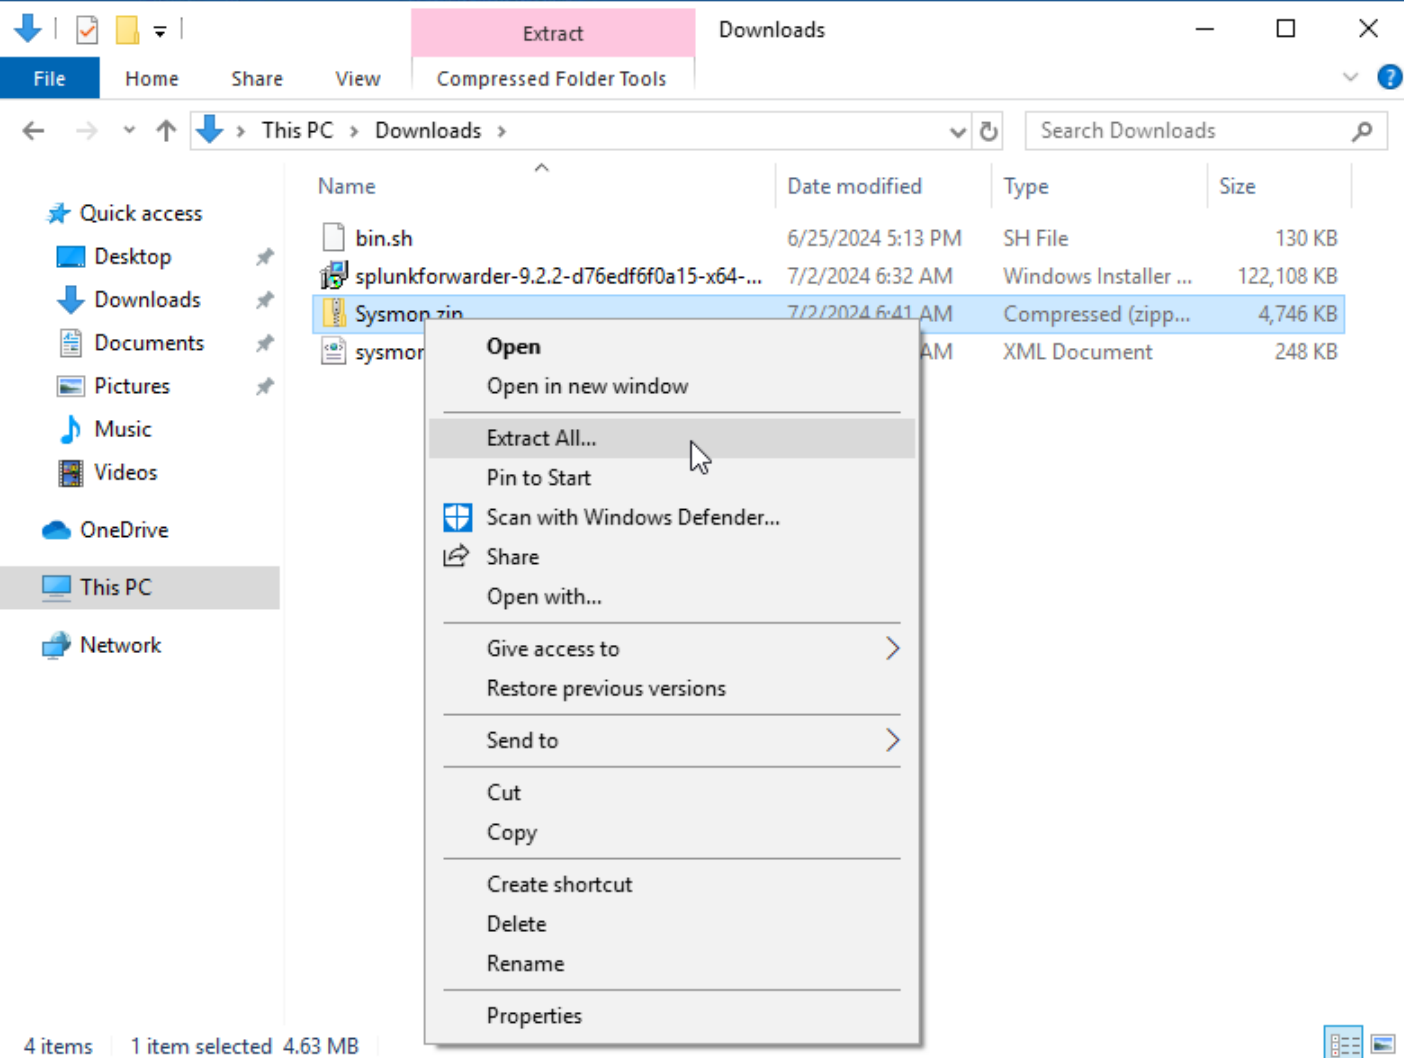 Extract
Downloads
File
Home
Share
View
Compressed Folder Tools
This PC
Downloads
Search Downloads
Name
Date modified
Type
Size
Quick access
Desktop
Downloads
Documents
Pictures
Music
Videos
OneDrive
This PC
Network
bin.sh 6/25/2024 5:13 PM SH File 130 KB
splunkforwarder-9.2.2-d76edf6f0a15-x64-... 7/2/2024 6:32 AM Windows Installer ... 122,108 KB
Sysmon.zip 7/2/2024 6:41 AM Compressed (zipp... 4,746 KB
sysmon AM XML Document 248 KB
Open
Open in new window
Extract All...
Pin to Start
Scan with Windows Defender...
Share
Open with...
Give access to
Restore previous versions
Send to
Cut
Copy
Create shortcut
Delete
Rename
Properties
4 items 1 item selected 4.63 MB